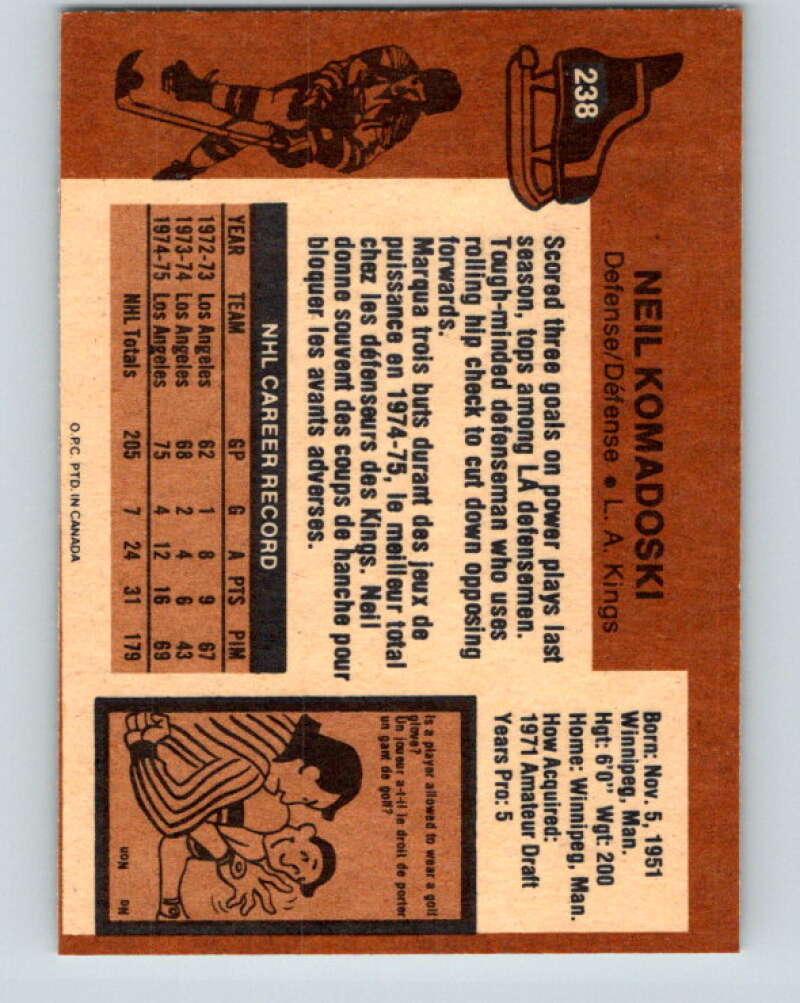 238
NEIL KOMADOSKI
Defense/Défense • L. A. Kings
Scored three goals on power plays last
season, tops among LA defensemen.
Tough-minded defenseman who uses
rolling hip check to cut down opposing
forwards.
Marqua trois buts durant des jeux de
puissance en 1974-75, le meilleur total
chez les défenseurs des Kings. Neil
donne souvent des coups de hanche pour
bloquer les avants adverses.
Born: Nov. 5, 1951
Winnipeg, Man.
Hgt: 6'0" Wgt: 200
Home: Winnipeg, Man.
How Acquired:
1971 Amateur Draft
Years Pro: 5
NHL CAREER RECORD
YEAR TEAM GP G A PTS PIM
1972-73 Los Angeles 62 1 8 9 67
1973-74 Los Angeles 68 2 4 6 43
1974-75 Los Angeles 75 4 12 16 69
NHL Totals 205 7 24 31 179
Is a player allowed to wear a golf
glove?
Un joueur a-t-il le droit de porter
un gant de golf?
No
Non
O.P.C. PTD. IN CANADA